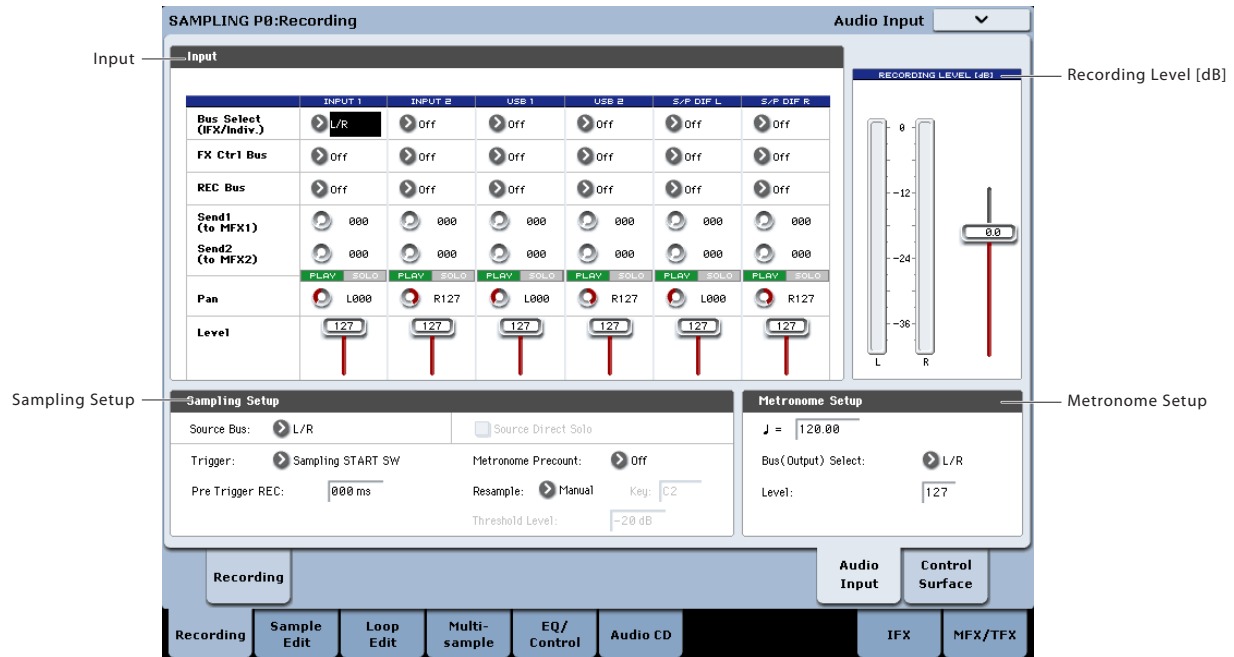 SAMPLING P0:Recording
Audio Input
Input
Input
RECORDING LEVEL [dB]
Recording Level [dB]
INPUT 1 INPUT 2 USB 1 USB 2 S/P DIF L S/P DIF R
Bus Select (IFX/Indiv.) L/R Off Off Off Off Off
FX Ctrl Bus Off Off Off Off Off Off
REC Bus Off Off Off Off Off Off
Send1 (to MFX1) 000 000 000 000 000 000
Send2 (to MFX2) 000 000 000 000 000 000
PLAY SOLO PLAY SOLO PLAY SOLO PLAY SOLO PLAY SOLO PLAY SOLO
Pan L000 R127 L000 R127 L000 R127
Level 127 127 127 127 127 127
0
-12
-24
-36
L R
0.0
Sampling Setup
Sampling Setup
Source Bus: L/R
Source Direct Solo
Trigger: Sampling START SW
Metronome Precount: Off
Pre Trigger REC: 000 ms
Resample: Manual Key: C2
Threshold Level: -20 dB
Metronome Setup
Metronome Setup
♩ = 120.00
Bus(Output) Select: L/R
Level: 127
Recording
Audio Input
Control Surface
Recording
Sample Edit
Loop Edit
Multi-sample
EQ/Control
Audio CD
IFX
MFX/TFX